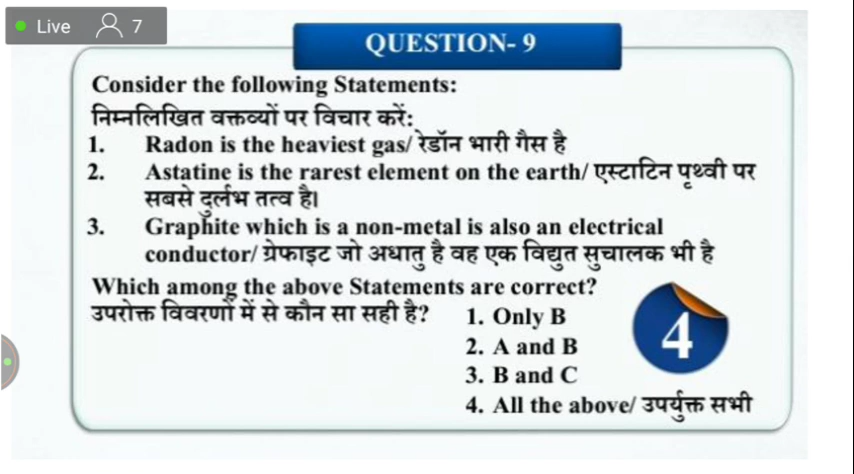 Live 7
QUESTION- 9
Consider the following Statements:
निम्नलिखित वक्तव्यों पर विचार करें:
1. Radon is the heaviest gas/ रेडॉन भारी गैस है
2. Astatine is the rarest element on the earth/ एस्टाटिन पृथ्वी पर
सबसे दुर्लभ तत्व है।
3. Graphite which is a non-metal is also an electrical
conductor/ ग्रेफाइट जो अधातु है वह एक विद्युत सुचालक भी है
Which among the above Statements are correct?
उपरोक्त विवरणों में से कौन सा सही है?
1. Only B
2. A and B
3. B and C
4. All the above/ उपर्युक्त सभी
4